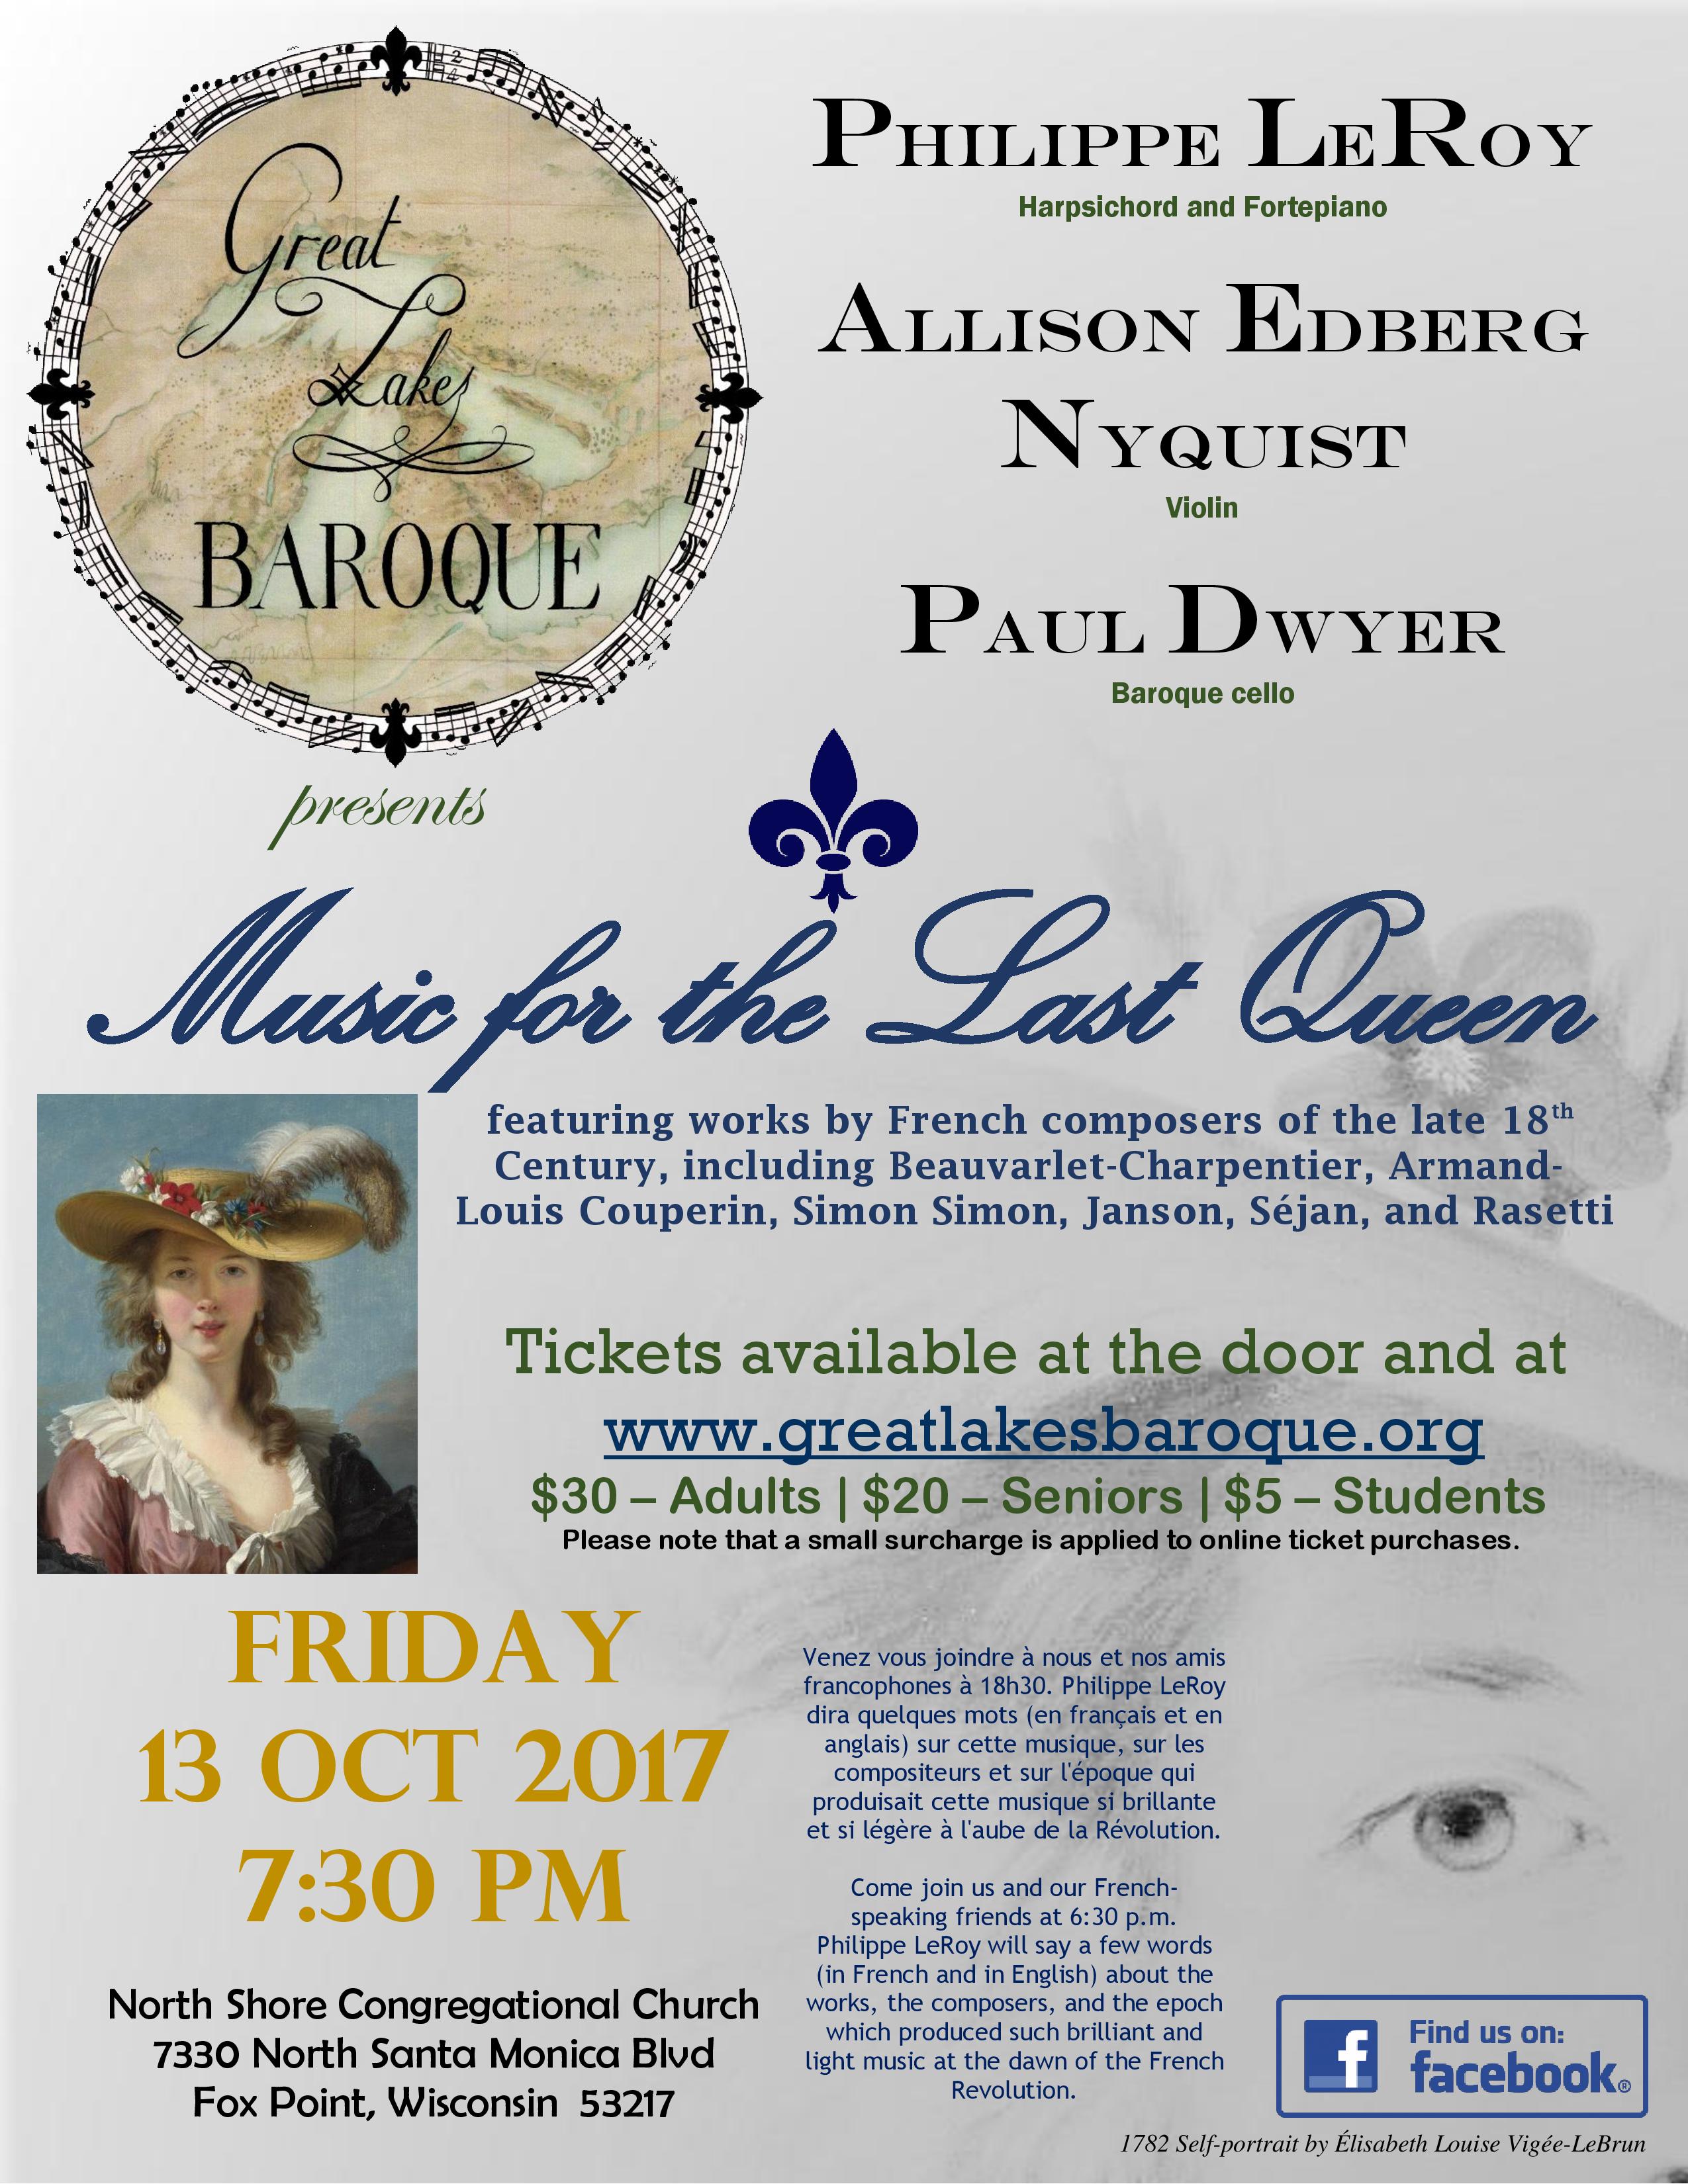 Great
Lakes
BAROQUE
presents
PHILIPPE LEROY
Harpsichord and Fortepiano
ALLISON EDBERG
NYQUIST
Violin
PAUL DWYER
Baroque cello
Music for the Last Queen
featuring works by French composers of the late 18th
Century, including Beauvarlet-Charpentier, Armand-
Louis Couperin, Simon Simon, Janson, Séjan, and Rasetti
Tickets available at the door and at
www.greatlakesbaroque.org
$30 – Adults | $20 – Seniors | $5 – Students
Please note that a small surcharge is applied to online ticket purchases.
FRIDAY
13 OCT 2017
7:30 PM
North Shore Congregational Church
7330 North Santa Monica Blvd
Fox Point, Wisconsin 53217
Venez vous joindre à nous et nos amis
francophones à 18h30. Philippe LeRoy
dira quelques mots (en français et en
anglais) sur cette musique, sur les
compositeurs et sur l'époque qui
produisait cette musique si brillante
et si légère à l'aube de la Révolution.
Come join us and our French-
speaking friends at 6:30 p.m.
Philippe LeRoy will say a few words
(in French and in English) about the
works, the composers, and the epoch
which produced such brilliant and
light music at the dawn of the French
Revolution.
f
Find us on:
facebook®
1782 Self-portrait by Élisabeth Louise Vigée-LeBrun